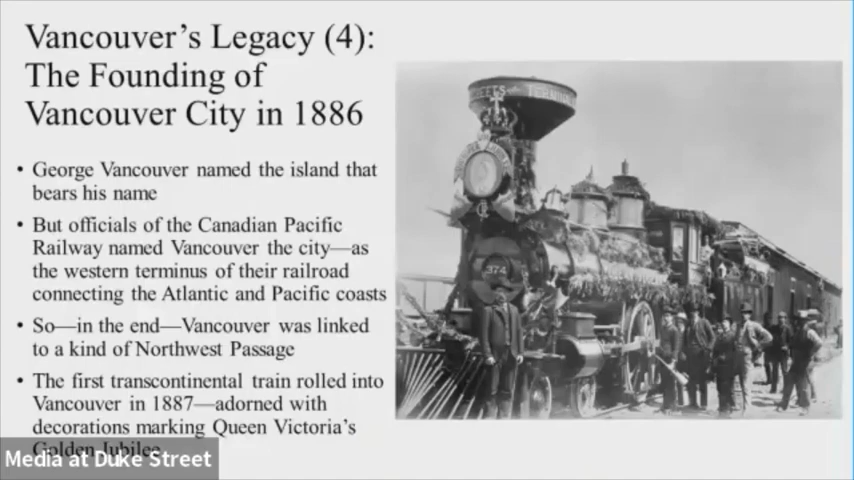 Vancouver's Legacy (4):
The Founding of
Vancouver City in 1886
• George Vancouver named the island that
bears his name
• But officials of the Canadian Pacific
Railway named Vancouver the city—as
the western terminus of their railroad
connecting the Atlantic and Pacific coasts
• So—in the end—Vancouver was linked
to a kind of Northwest Passage
• The first transcontinental train rolled into
Vancouver in 1887—adorned with
decorations marking Queen Victoria's
Golden Jubilee
Media at Duke Street
374